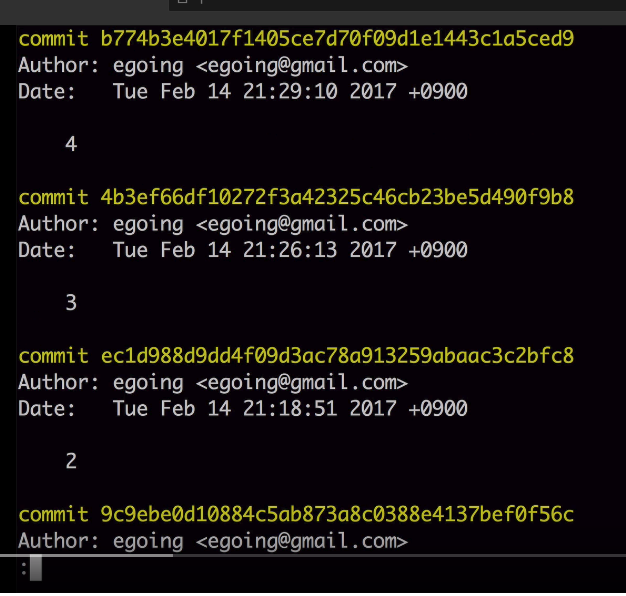 commit b774b3e4017f1405ce7d70f09d1e1443c1a5ced9
Author: egoing <egoing@gmail.com>
Date:   Tue Feb 14 21:29:10 2017 +0900
4
commit 4b3ef66df10272f3a42325c46cb23be5d490f9b8
Author: egoing <egoing@gmail.com>
Date:   Tue Feb 14 21:26:13 2017 +0900
3
commit ec1d988d9dd4f09d3ac78a913259abaac3c2bfc8
Author: egoing <egoing@gmail.com>
Date:   Tue Feb 14 21:18:51 2017 +0900
2
commit 9c9ebe0d10884c5ab873a8c0388e4137bef0f56c
Author: egoing <egoing@gmail.com>
: